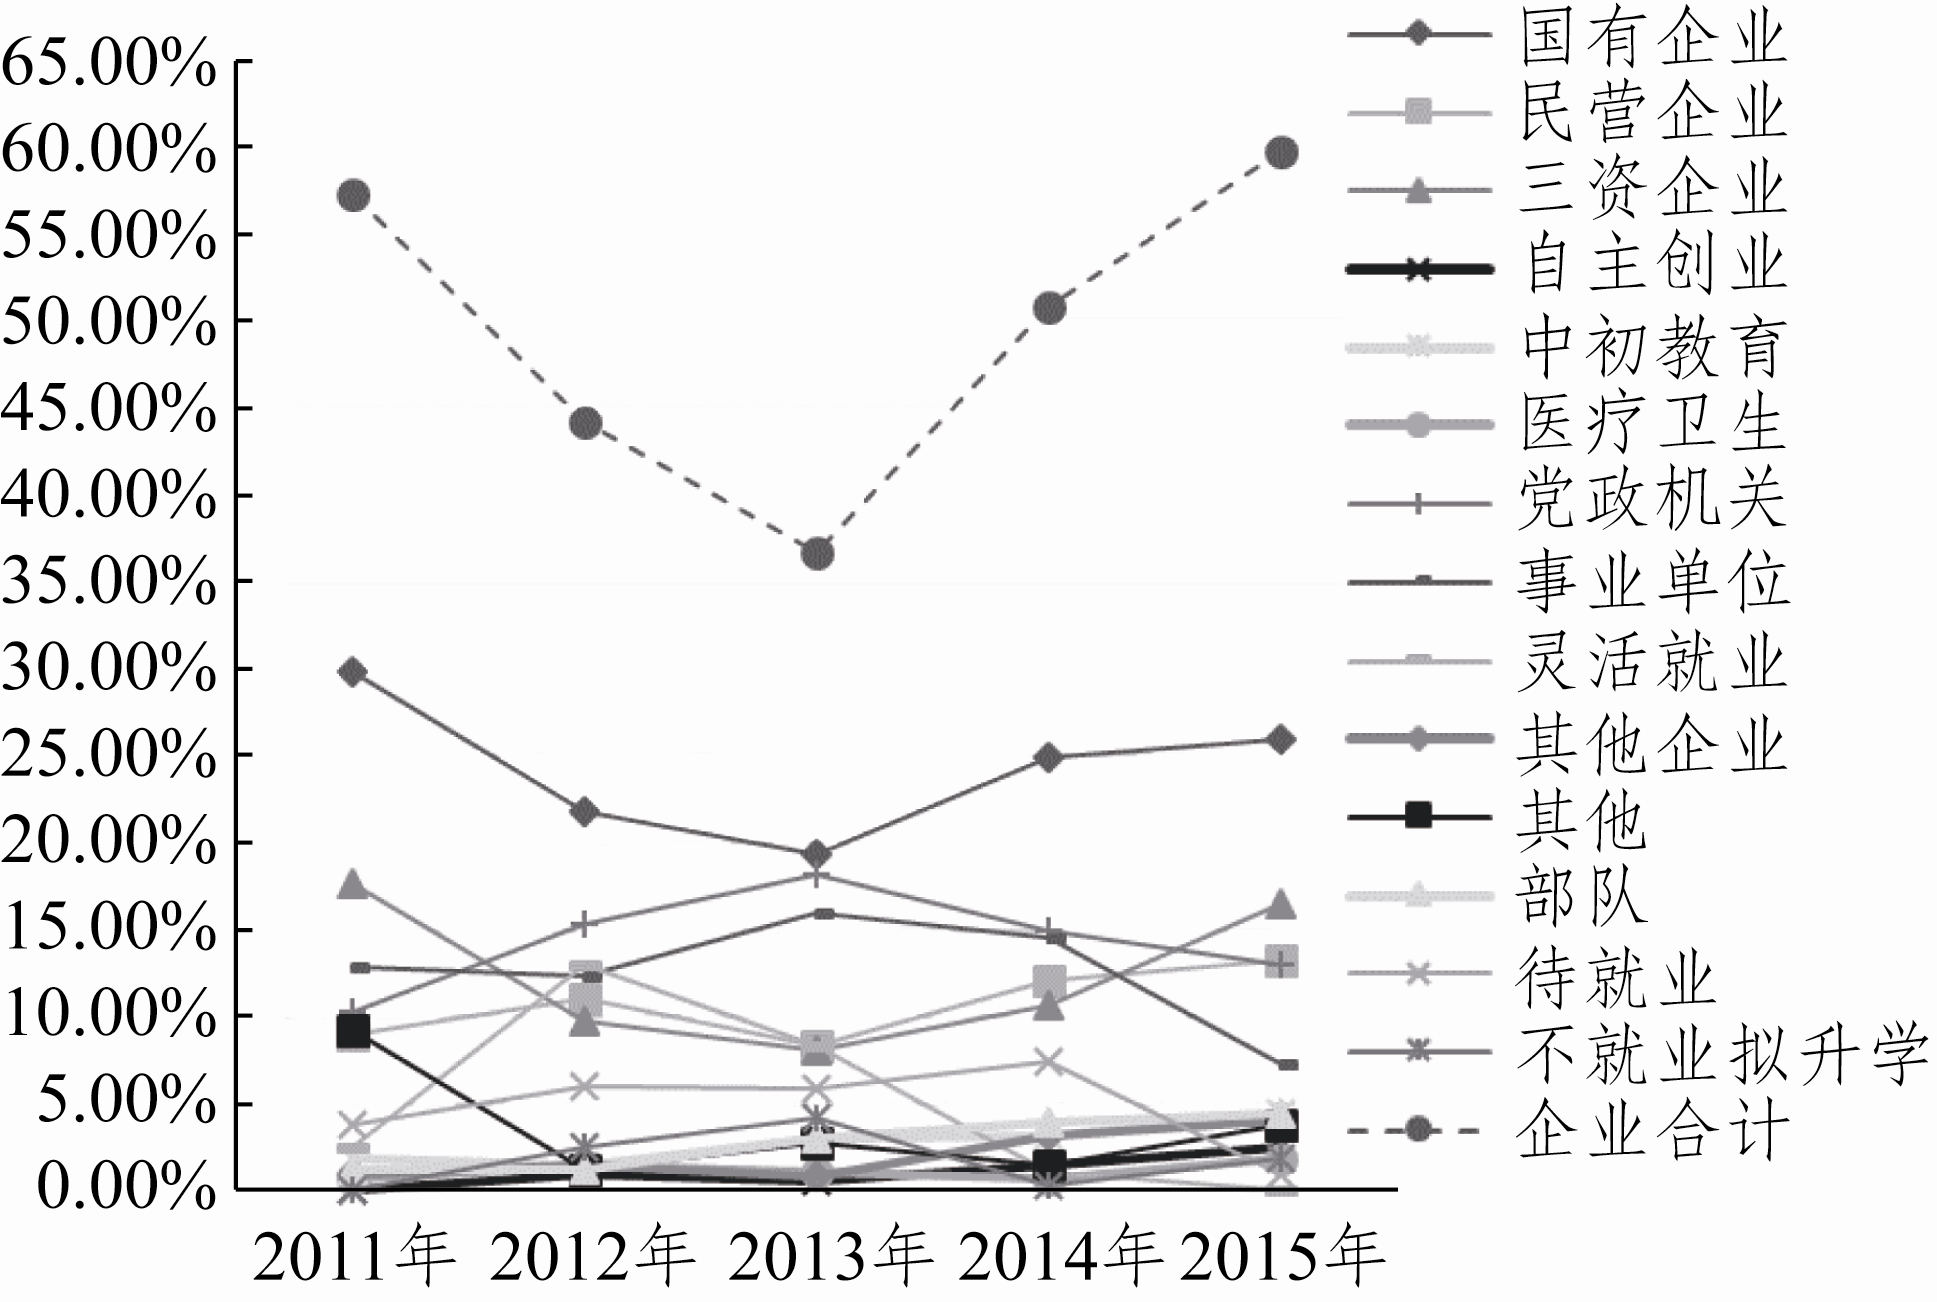 65.00%
60.00%
55.00%
50.00%
45.00%
40.00%
35.00%
30.00%
25.00%
20.00%
15.00%
10.00%
5.00%
0.00%
2011年 2012年 2013年 2014年 2015年
国有企业
民营企业
三资企业
自主创业
中初教育
医疗卫生
党政机关
事业单位
灵活就业
其他企业
其他
部队
待就业
不就业拟升学
企业合计